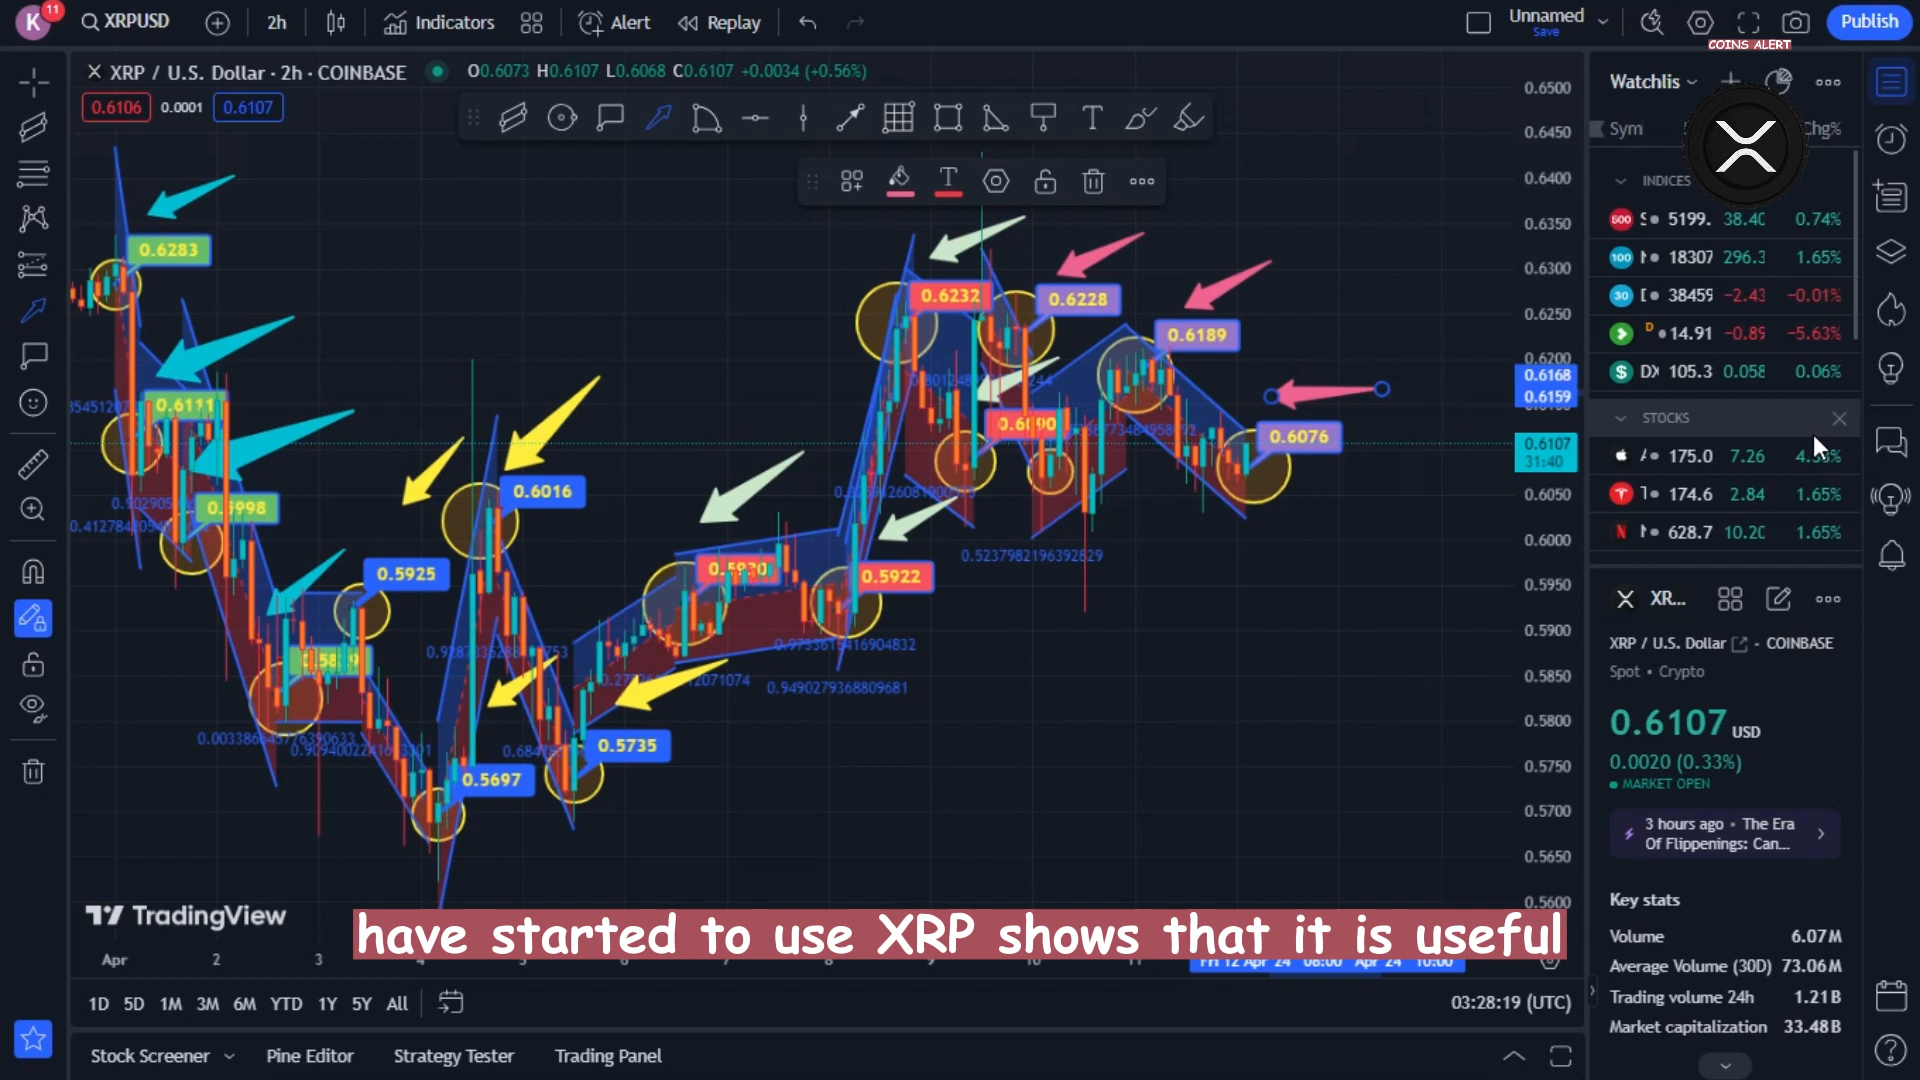 K
11
XRPUSD
2h
Indicators
Alert
Replay
Unnamed
Save
Publish
COINS ALERT
XRP / U.S. Dollar · 2h · COINBASE
O0.6073 H0.6107 L0.6068 C0.6107 +0.0034 (+0.56%)
0.6106
0.0001
0.6107
0.6283
0.6111
0.5998
0.5925
0.6016
0.5697
0.5735
0.5922
0.6232
0.6090
0.6228
0.6189
0.6076
0.5237982196392829
0.9490279368809681
0.6500
0.6450
0.6400
0.6350
0.6300
0.6250
0.6200
0.6168
0.6159
0.6107
31:40
0.6050
0.6000
0.5950
0.5900
0.5850
0.5800
0.5750
0.5700
0.5650
0.5600
TradingView
have started to use XRP shows that it is useful
Apr
2
3
1D 5D 1M 3M 6M YTD 1Y 5Y All
03:28:19 (UTC)
Stock Screener
Pine Editor
Strategy Tester
Trading Panel
Watchlis
Sym
Chg%
INDICES
500 5199. 38.40 0.74%
100 18307 296.3 1.65%
30 38459 −2.43 −0.01%
D 14.91 −0.89 −5.63%
DX 105.3 0.058 0.06%
STOCKS
175.0 7.26
174.6 2.84 1.65%
628.7 10.20 1.65%
XR...
XRP / U.S. Dollar · COINBASE
Spot • Crypto
0.6107 USD
0.0020 (0.33%)
MARKET OPEN
3 hours ago • The Era
Of Flippenings: Can...
Key stats
Volume 6.07M
Average Volume (30D) 73.06M
Trading volume 24h 1.21B
Market capitalization 33.48B